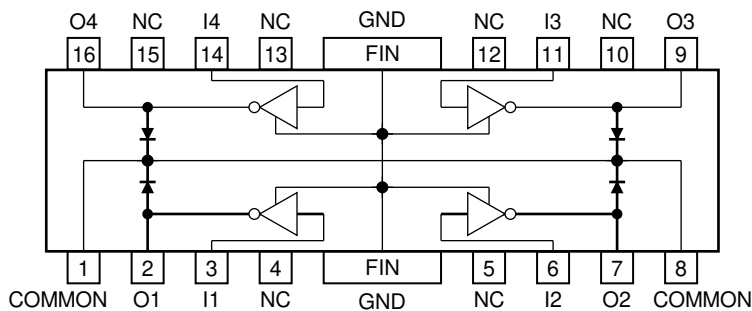 O4 NC I4 NC GND NC I3 NC O3
16 15 14 13 FIN 12 11 10 9
1 2 3 4 FIN 5 6 7 8
COMMON O1 I1 NC GND NC I2 O2 COMMON